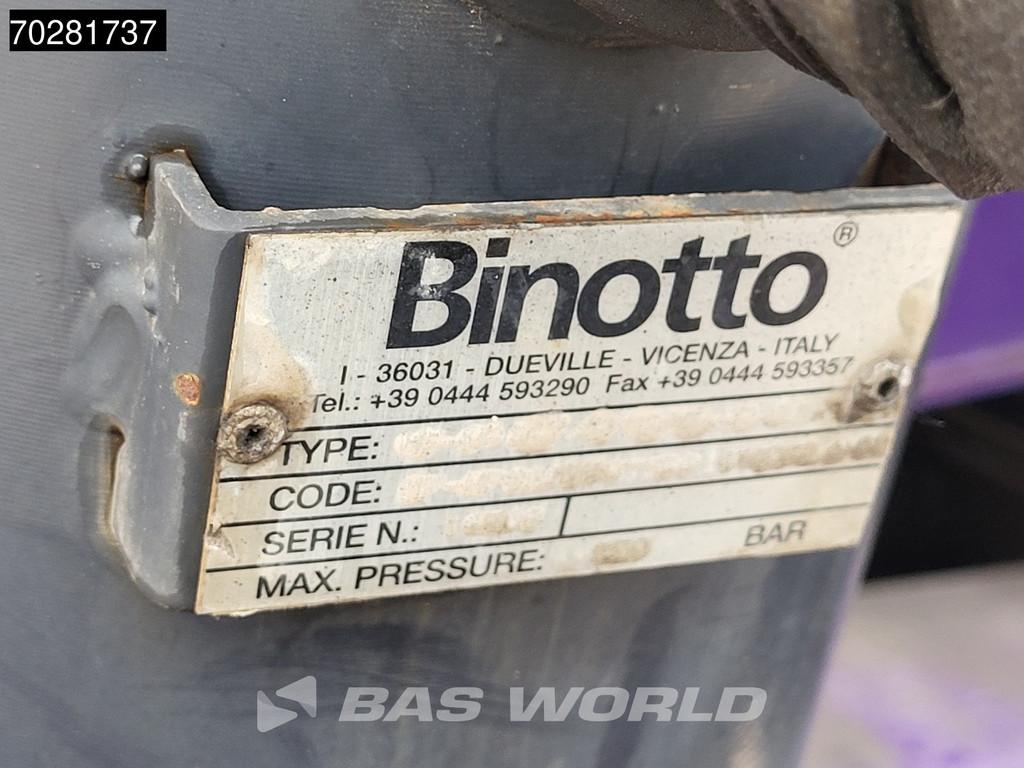 70281737
Binotto ®
I - 36031 - DUEVILLE - VICENZA - ITALY
Tel.: +39 0444 593290 Fax +39 0444 593357
TYPE:
CODE:
SERIE N.:
MAX. PRESSURE: BAR
BAS WORLD